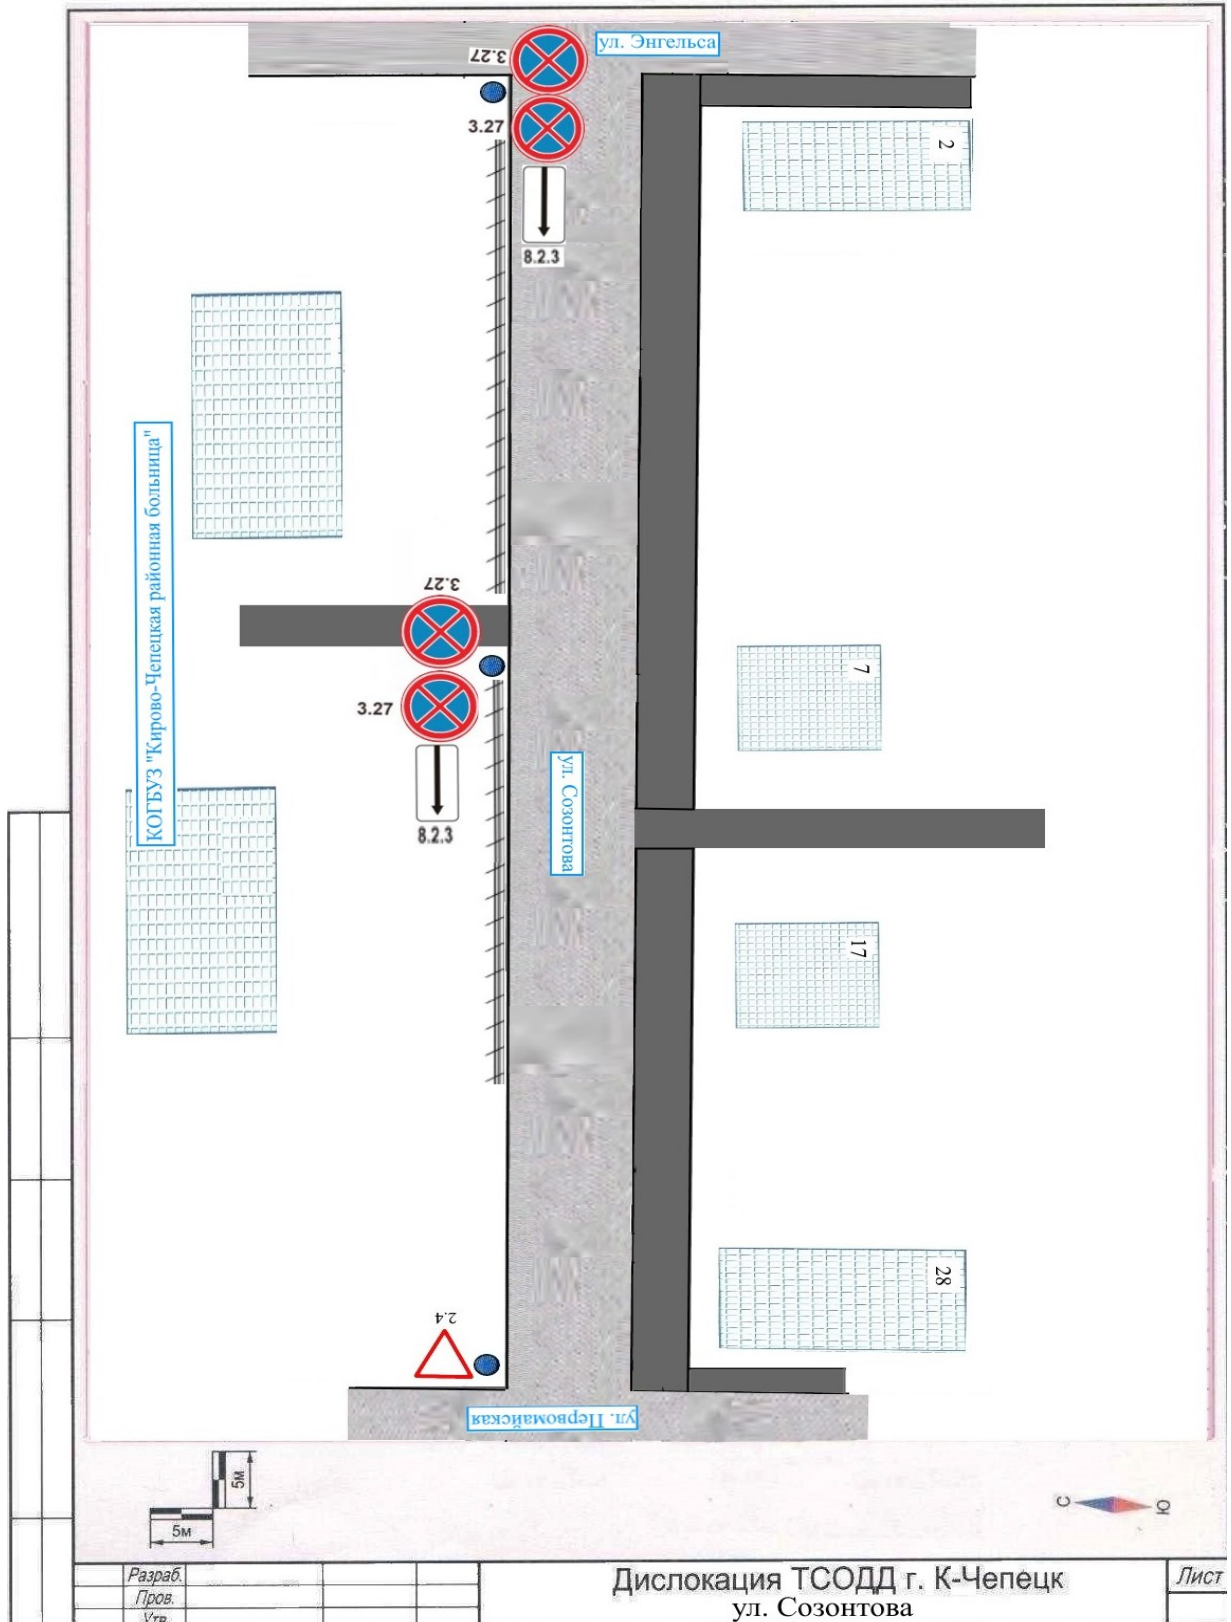 ул. Энгельса
3.27
3.27
8.2.3
2
КОГБУЗ "Кирово-Чепецкая районная больница"
3.27
3.27
8.2.3
7
ул. Созонтова
17
28
2.4
ул. Первомайская
5м
5м
С
Ю
Разраб.
Пров.
Утв
Дислокация ТСОДД г. К-Чепецк
ул. Созонтова
Лист